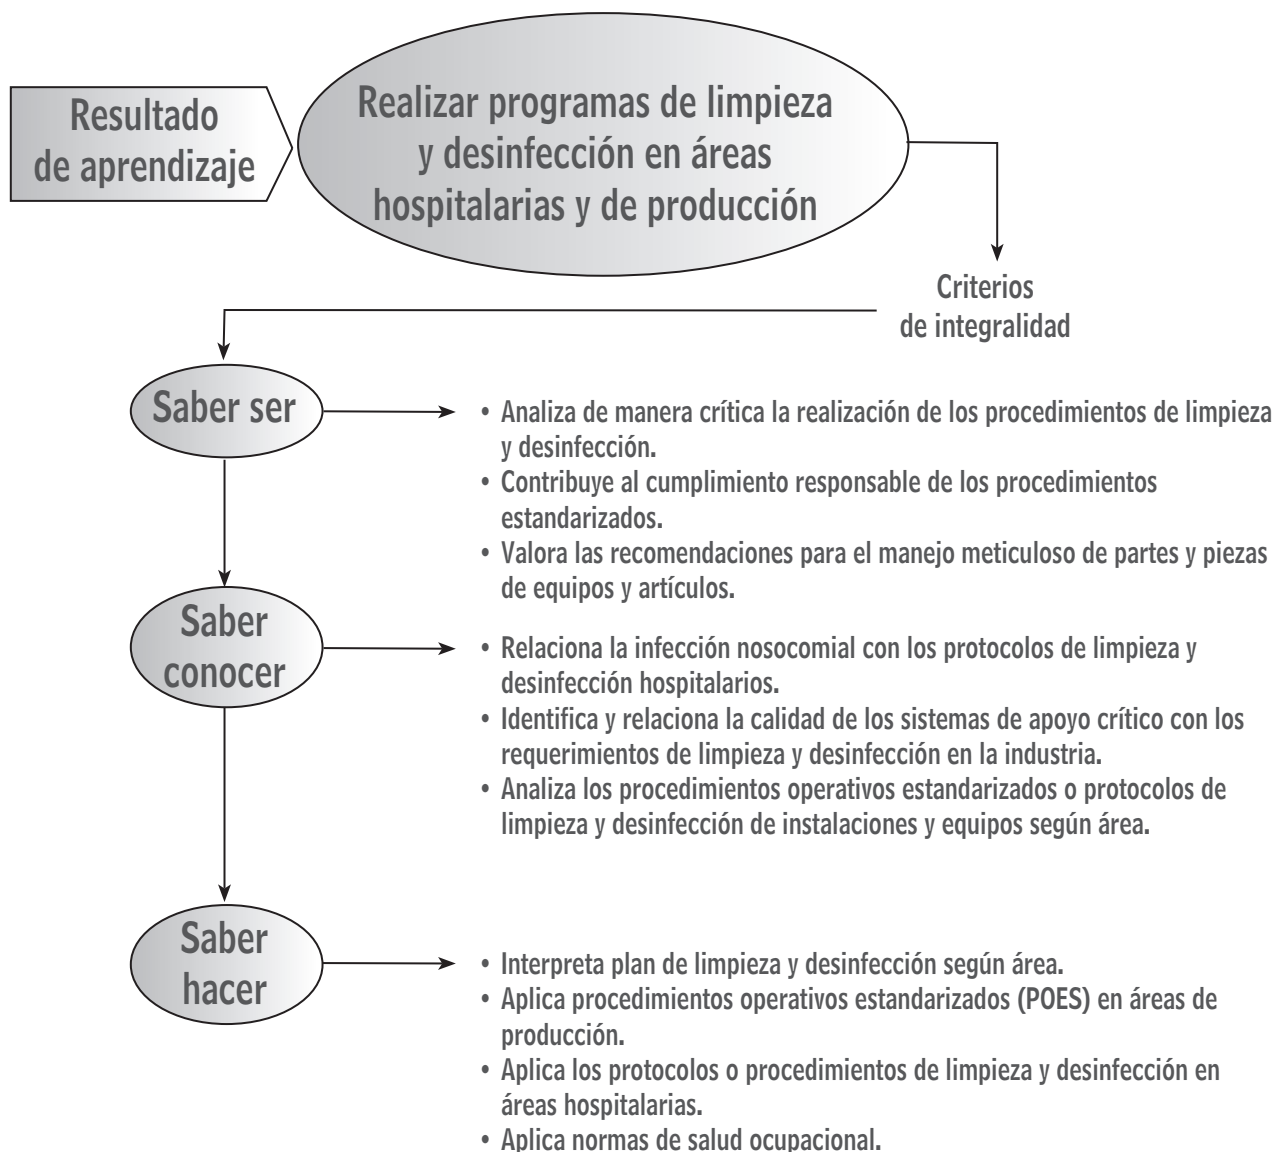 Resultado
de aprendizaje
Realizar programas de limpieza
y desinfección en áreas
hospitalarias y de producción
Criterios
de integralidad
Saber ser
• Analiza de manera crítica la realización de los procedimientos de limpieza
y desinfección.
• Contribuye al cumplimiento responsable de los procedimientos
estandarizados.
• Valora las recomendaciones para el manejo meticuloso de partes y piezas
de equipos y artículos.
Saber
conocer
• Relaciona la infección nosocomial con los protocolos de limpieza y
desinfección hospitalarios.
• Identifica y relaciona la calidad de los sistemas de apoyo crítico con los
requerimientos de limpieza y desinfección en la industria.
• Analiza los procedimientos operativos estandarizados o protocolos de
limpieza y desinfección de instalaciones y equipos según área.
Saber
hacer
• Interpreta plan de limpieza y desinfección según área.
• Aplica procedimientos operativos estandarizados (POES) en áreas de
producción.
• Aplica los protocolos o procedimientos de limpieza y desinfección en
áreas hospitalarias.
• Aplica normas de salud ocupacional.